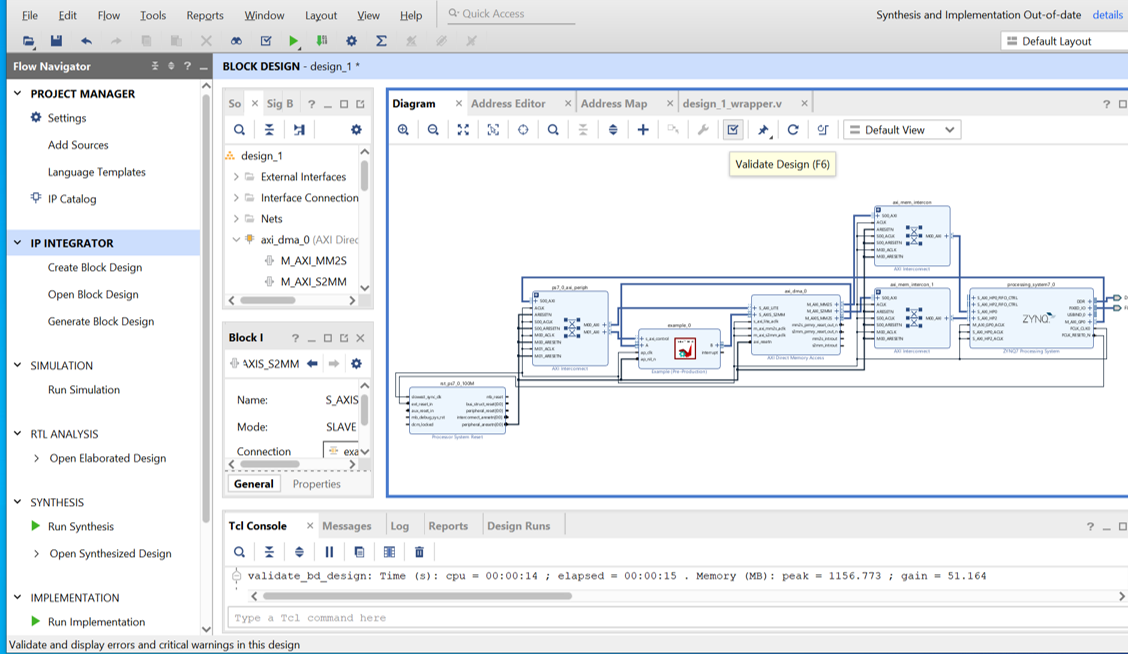 File Edit Flow Tools Reports Window Layout View Help Quick Access
Synthesis and Implementation Out-of-date details
Default Layout
Flow Navigator
PROJECT MANAGER
Settings
Add Sources
Language Templates
IP Catalog
IP INTEGRATOR
Create Block Design
Open Block Design
Generate Block Design
SIMULATION
Run Simulation
RTL ANALYSIS
Open Elaborated Design
SYNTHESIS
Run Synthesis
Open Synthesized Design
IMPLEMENTATION
Run Implementation
BLOCK DESIGN - design_1 *
So Sig B
design_1
External Interfaces
Interface Connection
Nets
axi_dma_0 (AXI Direc
M_AXI_MM2S
M_AXI_S2MM
Block I
AXIS_S2MM
Name: S_AXIS
Mode: SLAVE
Connection exa
General Properties
Diagram Address Editor Address Map design_1_wrapper.v
Default View
Validate Design (F6)
axi_mem_intercon
AXI Interconnect
ps7_0_axi_periph
AXI Interconnect
example_0
Example (Pre-Production)
axi_dma_0
AXI Direct Memory Access
axi_mem_intercon_1
AXI Interconnect
processing_system7_0
ZYNQ
ZYNQ7 Processing System
rst_ps7_0_100M
Processor System Reset
Tcl Console Messages Log Reports Design Runs
validate_bd_design: Time (s): cpu = 00:00:14 ; elapsed = 00:00:15 . Memory (MB): peak = 1156.773 ; gain = 51.164
Type a Tcl command here
Validate and display errors and critical warnings in this design